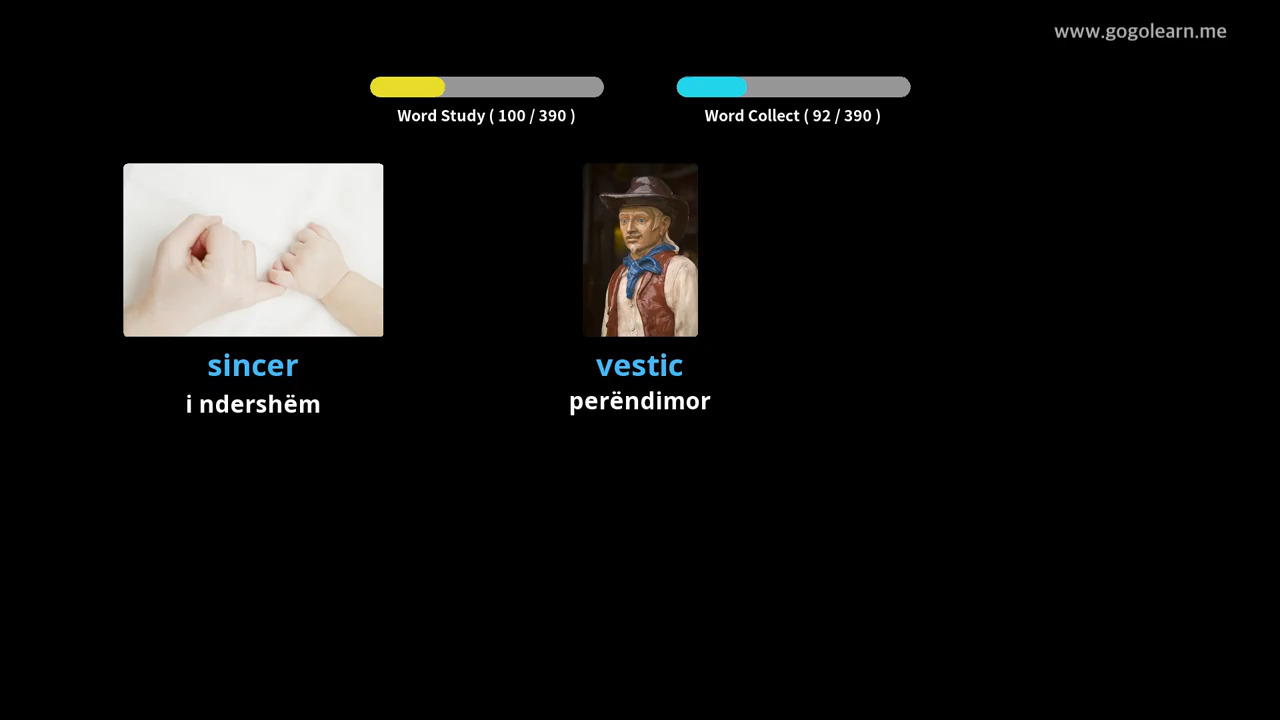 www.gogolearn.me
Word Study ( 100 / 390 )
Word Collect ( 92 / 390 )
sincer
i ndershëm
vestic
perëndimor